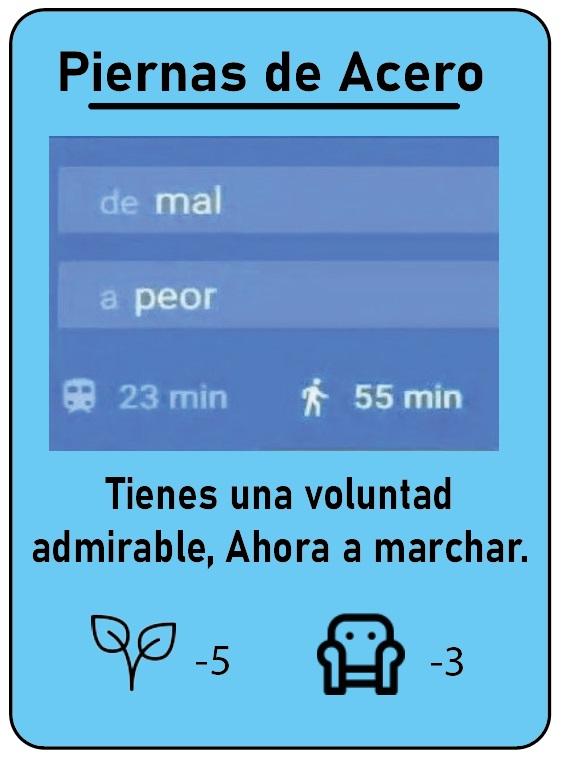 Piernas de Acero
de mal
a peor
23 min 55 min
Tienes una voluntad
admirable, Ahora a marchar.
-5 -3